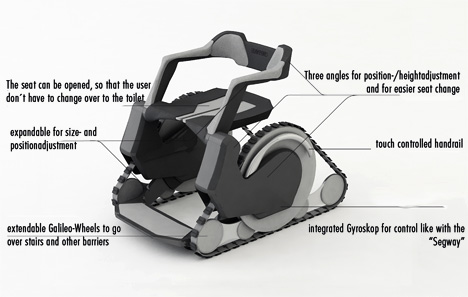 The seat can be opened, so that the user
don't have to change over to the toilet
expandable for size- and
positionadjustment
extendable Galileo-Wheels to go
over stairs and other barriers
Three angles for position-/heightadjustment
and for easier seat change
touch controlled handrail
integrated Gyroskop for control like with the
"Segway"